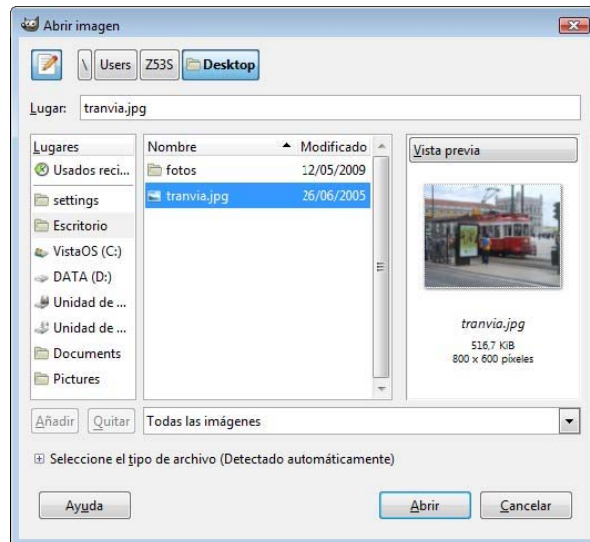 Abrir imagen
\ Users Z53S Desktop
Lugar: tranvia.jpg
Lugares
Usados reci...
settings
Escritorio
VistaOS (C:)
DATA (D:)
Unidad de ...
Unidad de ...
Documents
Pictures
Nombre Modificado
fotos 12/05/2009
tranvia.jpg 26/06/2005
Vista previa
tranvia.jpg
516,7 KiB
800 x 600 píxeles
Añadir Quitar Todas las imágenes
Seleccione el tipo de archivo (Detectado automáticamente)
Ayuda Abrir Cancelar